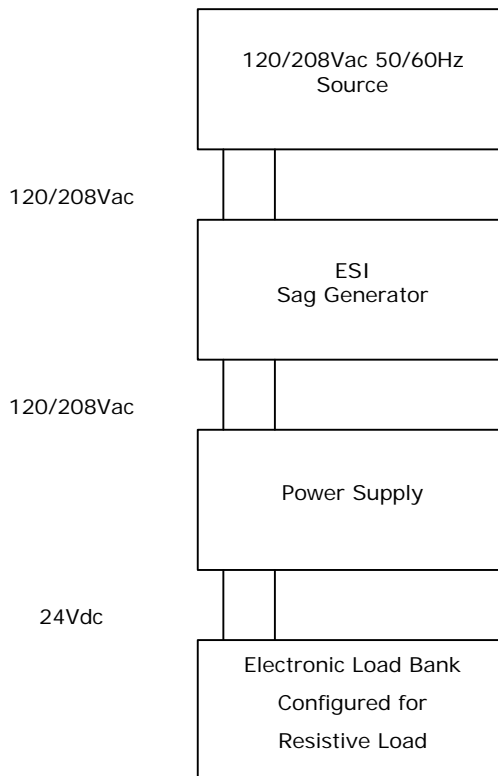 120/208Vac 50/60Hz
Source
120/208Vac
ESI
Sag Generator
120/208Vac
Power Supply
24Vdc
Electronic Load Bank
Configured for
Resistive Load